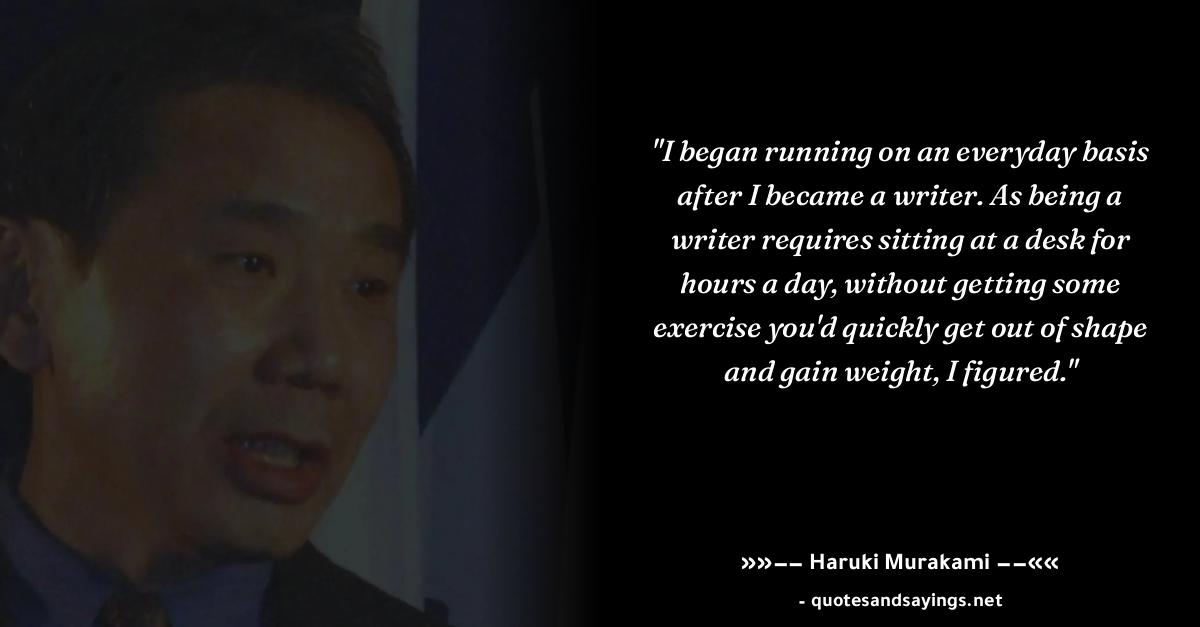 "I began running on an everyday basis
after I became a writer. As being a
writer requires sitting at a desk for
hours a day, without getting some
exercise you'd quickly get out of shape
and gain weight, I figured."
»»−− Haruki Murakami −−««
- quotesandsayings.net